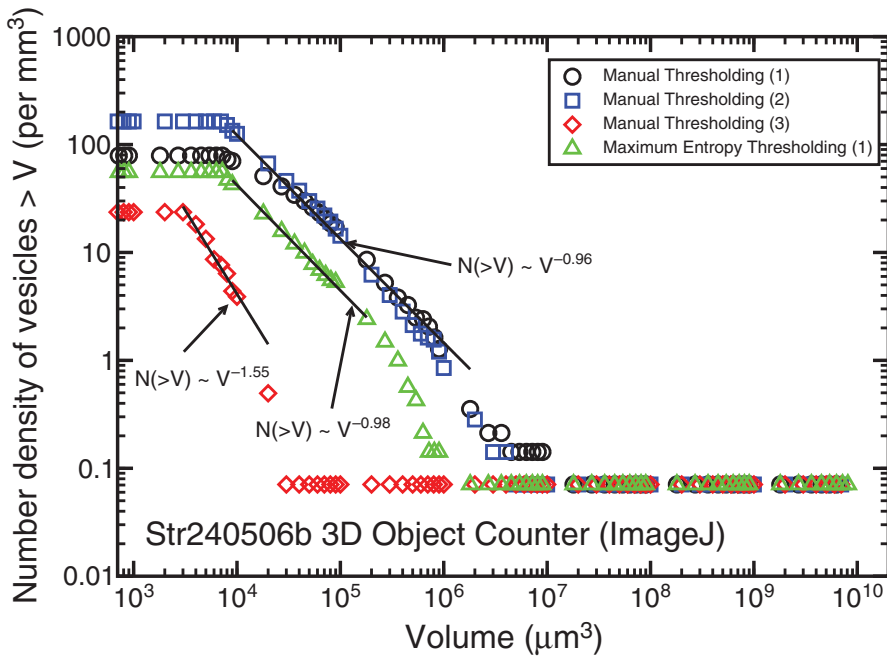 Number density of vesicles > V (per mm³)
1000
100
10
1
0.1
0.01
Manual Thresholding (1)
Manual Thresholding (2)
Manual Thresholding (3)
Maximum Entropy Thresholding (1)
N(>V) ~ V⁻⁰·⁹⁶
N(>V) ~ V⁻¹·⁵⁵
N(>V) ~ V⁻⁰·⁹⁸
Str240506b 3D Object Counter (ImageJ)
10³ 10⁴ 10⁵ 10⁶ 10⁷ 10⁸ 10⁹ 10¹⁰
Volume (μm³)